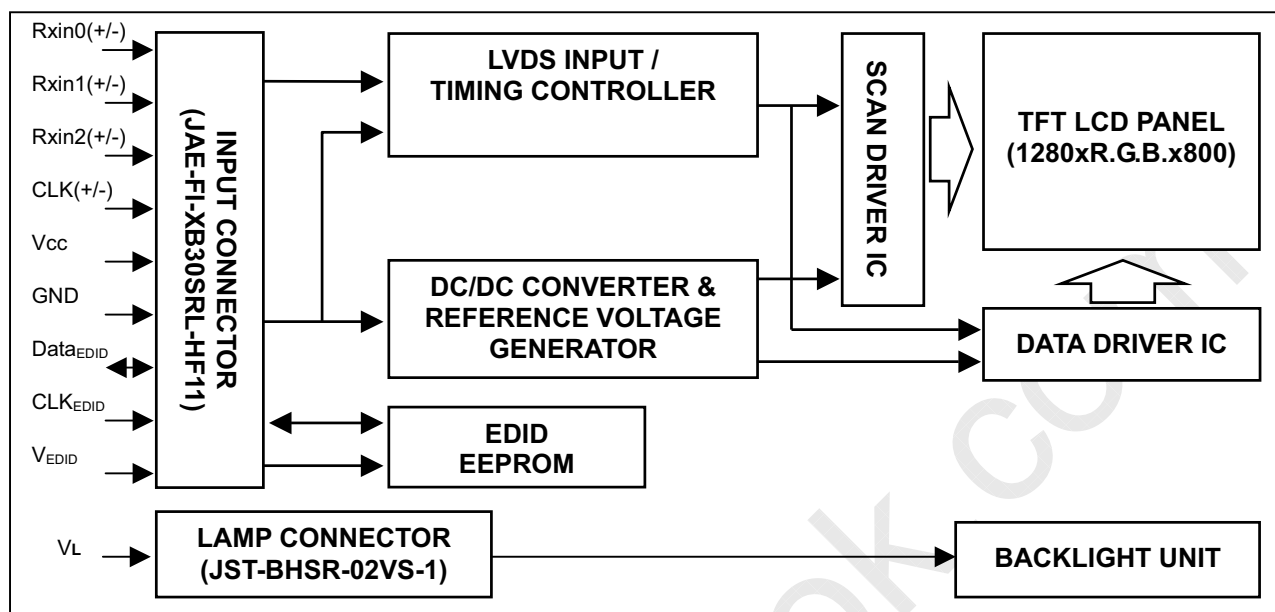 Rxin0(+/-)
Rxin1(+/-)
Rxin2(+/-)
CLK(+/-)
Vcc
GND
DataEDID
CLKEDID
VEDID
VL
INPUT CONNECTOR
(JAE-FI-XB30SRL-HF11)
LVDS INPUT /
TIMING CONTROLLER
DC/DC CONVERTER &
REFERENCE VOLTAGE
GENERATOR
EDID
EEPROM
SCAN DRIVER IC
TFT LCD PANEL
(1280xR.G.B.x800)
DATA DRIVER IC
LAMP CONNECTOR
(JST-BHSR-02VS-1)
BACKLIGHT UNIT